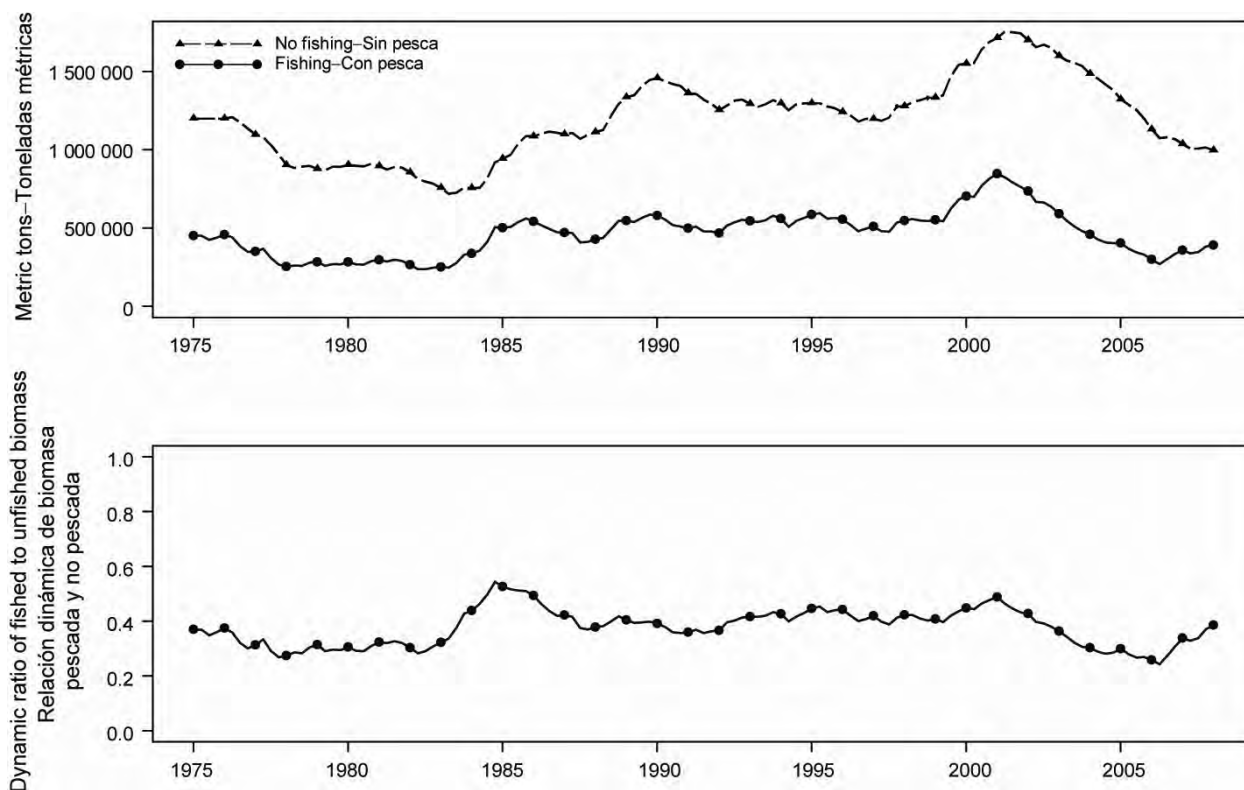 Metric tons–Toneladas métricas
No fishing–Sin pesca
Fishing–Con pesca
1 500 000
1 000 000
500 000
0
1975 1980 1985 1990 1995 2000 2005
Dynamic ratio of fished to unfished biomass
Relación dinámica de biomasa
pescada y no pescada
1.0
0.8
0.6
0.4
0.2
0.0
1975 1980 1985 1990 1995 2000 2005